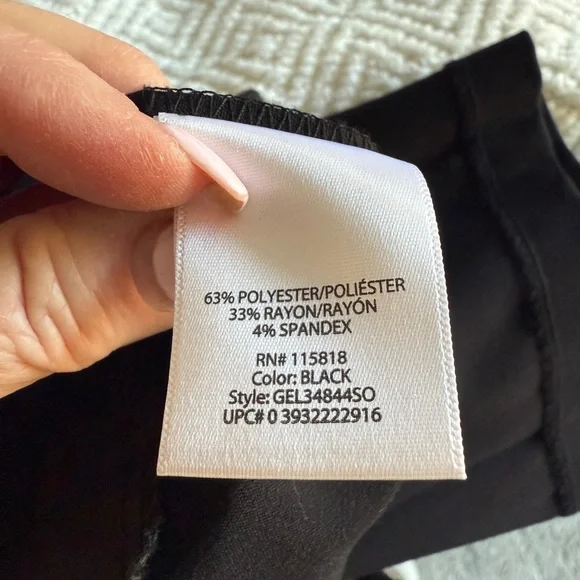 63% POLYESTER/POLIÉSTER
33% RAYON/RAYÓN
4% SPANDEX
RN# 115818
Color: BLACK
Style: GEL34844SO
UPC# 0 3932222916